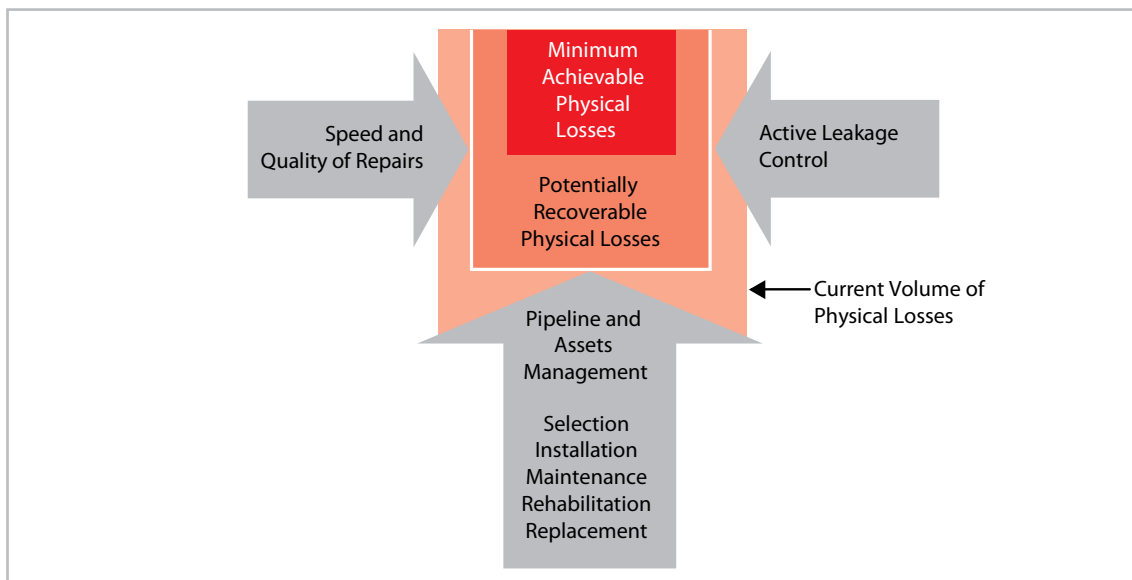 Minimum
Achievable
Physical
Losses
Speed and
Quality of Repairs
Active Leakage
Control
Potentially
Recoverable
Physical Losses
Current Volume of
Physical Losses
Pipeline and
Assets
Management
Selection
Installation
Maintenance
Rehabilitation
Replacement